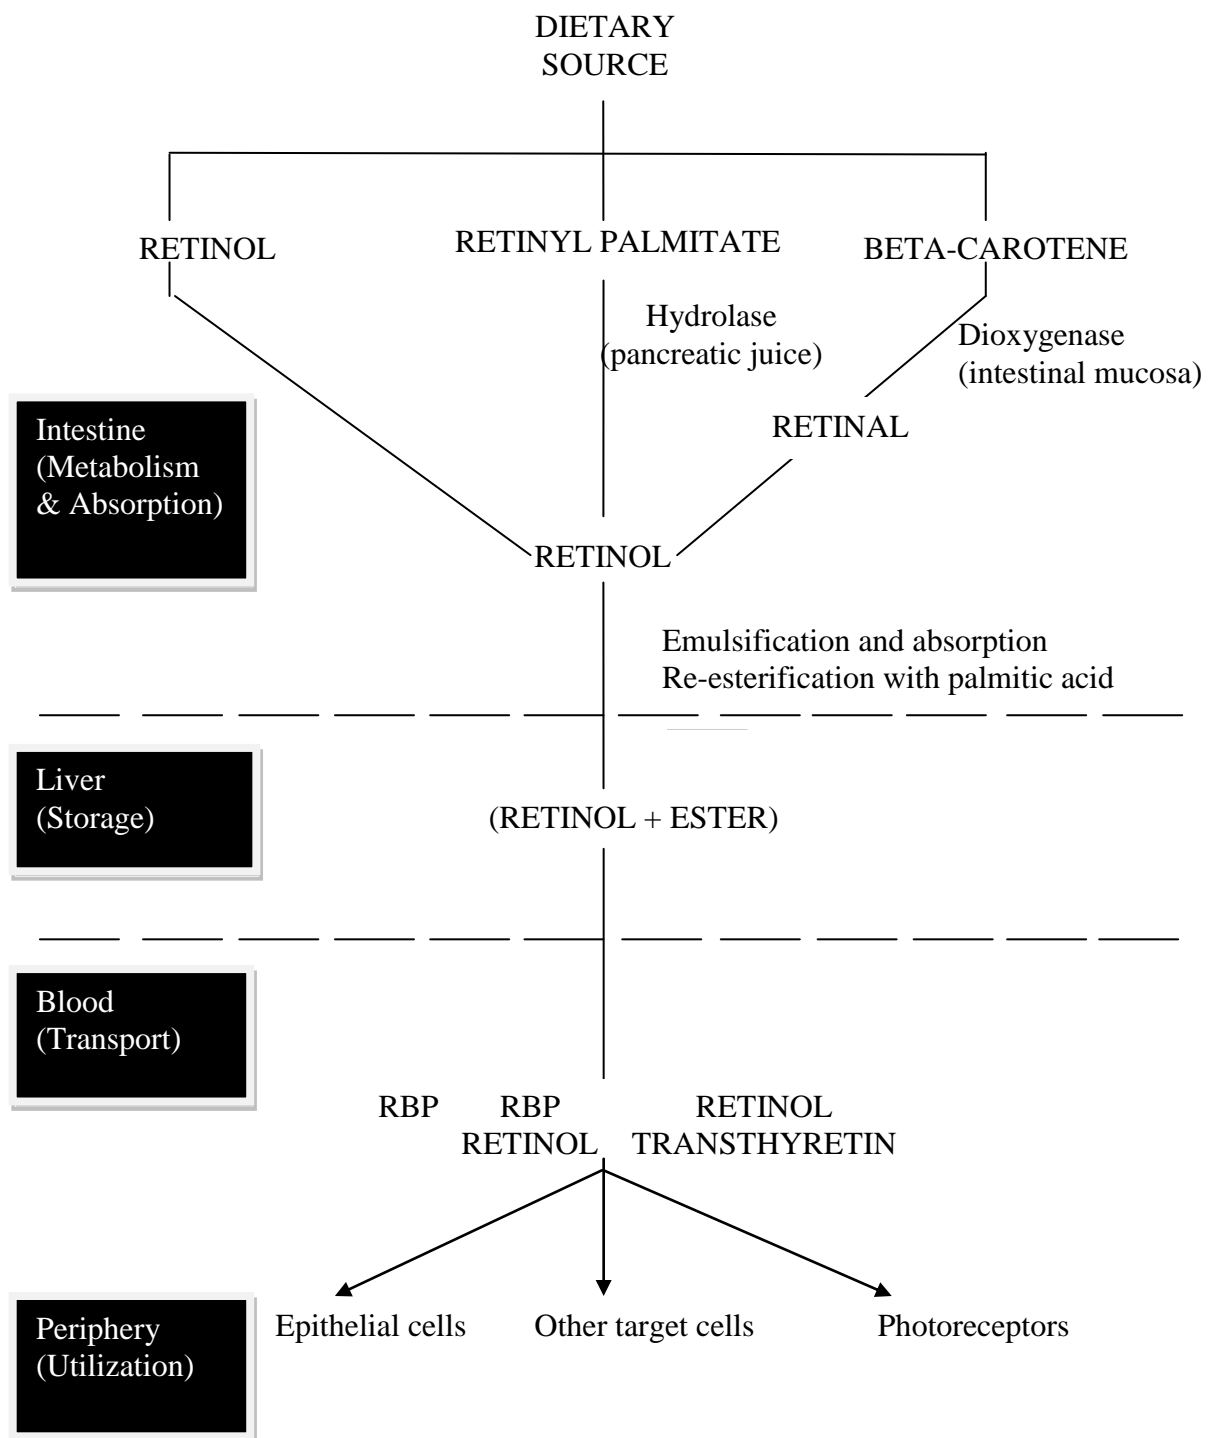 DIETARY
SOURCE
RETINOL
RETINYL PALMITATE
BETA-CAROTENE
Hydrolase
(pancreatic juice)
Dioxygenase
(intestinal mucosa)
RETINAL
Intestine
(Metabolism
& Absorption)
RETINOL
Emulsification and absorption
Re-esterification with palmitic acid
Liver
(Storage)
(RETINOL + ESTER)
Blood
(Transport)
RBP RBP RETINOL
RETINOL TRANSTHYRETIN
Periphery
(Utilization)
Epithelial cells
Other target cells
Photoreceptors